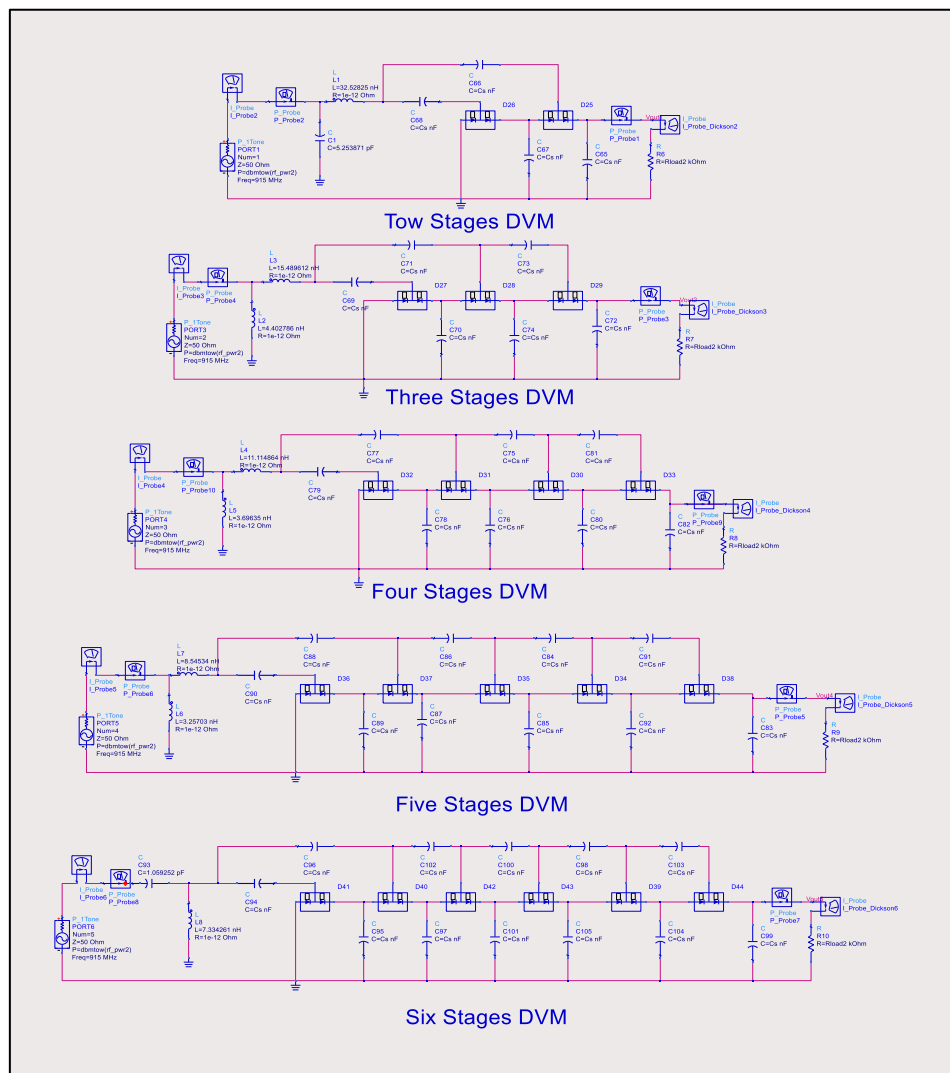 C
C66
C=Cs nF
L
L1
L=32.52825 nH
R=1e-12 Ohm
I_Probe
I_Probe2
P_Probe
P_Probe2
C
C68
C=Cs nF
D26
D25
P_Probe
P_Probe1
I_Probe
I_Probe_Dickson2
P_1Tone
PORT1
Num=1
Z=50 Ohm
P=dbmtow(rf_pwr2)
Freq=915 MHz
C
C1
C=5.253871 pF
C
C67
C=Cs nF
C
C65
C=Cs nF
R
R6
R=Rload2 kOhm
Tow Stages DVM
L
L3
L=15.489612 nH
R=1e-12 Ohm
C
C71
C=Cs nF
C
C73
C=Cs nF
I_Probe
I_Probe3
P_Probe
P_Probe4
C
C69
C=Cs nF
D27
D28
D29
P_Probe
P_Probe3
I_Probe
I_Probe_Dickson3
P_1Tone
PORT3
Num=2
Z=50 Ohm
P=dbmtow(rf_pwr2)
Freq=915 MHz
L
L2
L=4.402786 nH
R=1e-12 Ohm
C
C70
C=Cs nF
C
C74
C=Cs nF
C
C72
C=Cs nF
R
R7
R=Rload2 kOhm
Three Stages DVM
L
L4
L=11.114864 nH
R=1e-12 Ohm
C
C77
C=Cs nF
C
C75
C=Cs nF
C
C81
C=Cs nF
I_Probe
I_Probe4
P_Probe
P_Probe10
C
C79
C=Cs nF
D32
D31
D30
D33
P_Probe
P_Probe9
I_Probe
I_Probe_Dickson4
P_1Tone
PORT4
Num=3
Z=50 Ohm
P=dbmtow(rf_pwr2)
Freq=915 MHz
L
L5
L=3.69635 nH
R=1e-12 Ohm
C
C78
C=Cs nF
C
C76
C=Cs nF
C
C80
C=Cs nF
C
C82
C=Cs nF
R
R8
R=Rload2 kOhm
Four Stages DVM
L
L7
L=8.54534 nH
R=1e-12 Ohm
C
C88
C=Cs nF
C
C86
C=Cs nF
C
C84
C=Cs nF
C
C91
C=Cs nF
I_Probe
I_Probe5
P_Probe
P_Probe6
C
C90
C=Cs nF
D36
D37
D35
D34
D38
P_Probe
P_Probe5
Vout4
I_Probe
I_Probe_Dickson5
P_1Tone
PORT5
Num=4
Z=50 Ohm
P=dbmtow(rf_pwr2)
Freq=915 MHz
L
L6
L=3.25703 nH
R=1e-12 Ohm
C
C89
C=Cs nF
C
C87
C=Cs nF
C
C85
C=Cs nF
C
C92
C=Cs nF
C
C83
C=Cs nF
R
R9
R=Rload2 kOhm
Five Stages DVM
C
C93
C=1.059252 pF
C
C96
C=Cs nF
C
C102
C=Cs nF
C
C100
C=Cs nF
C
C98
C=Cs nF
C
C103
C=Cs nF
I_Probe
I_Probe6
P_Probe
P_Probe8
C
C94
C=Cs nF
D41
D40
D42
D43
D39
D44
P_Probe
P_Probe7
I_Probe
I_Probe_Dickson6
P_1Tone
PORT6
Num=5
Z=50 Ohm
P=dbmtow(rf_pwr2)
Freq=915 MHz
L
L8
L=7.334261 nH
R=1e-12 Ohm
C
C95
C=Cs nF
C
C97
C=Cs nF
C
C101
C=Cs nF
C
C105
C=Cs nF
C
C104
C=Cs nF
C
C99
C=Cs nF
R
R10
R=Rload2 kOhm
Six Stages DVM